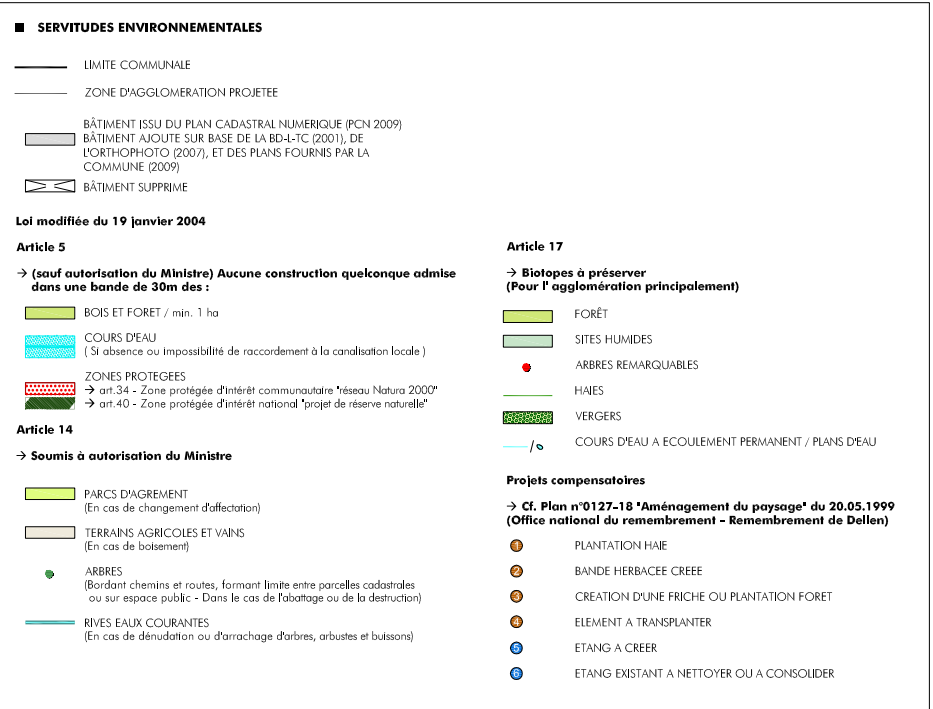 SERVITUDES ENVIRONNEMENTALES
LIMITE COMMUNALE
ZONE D'AGGLOMERATION PROJETEE
BÂTIMENT ISSU DU PLAN CADASTRAL NUMERIQUE (PCN 2009)
BÂTIMENT AJOUTE SUR BASE DE LA BD-L-TC (2001), DE
L'ORTHOPHOTO (2007), ET DES PLANS FOURNIS PAR LA
COMMUNE (2009)
BÂTIMENT SUPPRIME
Loi modifiée du 19 janvier 2004
Article 5
→ (sauf autorisation du Ministre) Aucune construction quelconque admise
dans une bande de 30m des :
BOIS ET FORET / min. 1 ha
COURS D'EAU
( Si absence ou impossibilité de raccordement à la canalisation locale )
ZONES PROTEGEES
→ art.34 - Zone protégée d'intérêt communautaire "réseau Natura 2000"
→ art.40 - Zone protégée d'intérêt national "projet de réserve naturelle"
Article 14
→ Soumis à autorisation du Ministre
PARCS D'AGREMENT
(En cas de changement d'affectation)
TERRAINS AGRICOLES ET VAINS
(En cas de boisement)
ARBRES
(Bordant chemins et routes, formant limite entre parcelles cadastrales
ou sur espace public - Dans le cas de l'abattage ou de la destruction)
RIVES EAUX COURANTES
(En cas de dénudation ou d'arrachage d'arbres, arbustes et buissons)
Article 17
→ Biotopes à préserver
(Pour l' agglomération principalement)
FORÊT
SITES HUMIDES
ARBRES REMARQUABLES
HAIES
VERGERS
/ COURS D'EAU A ECOULEMENT PERMANENT / PLANS D'EAU
Projets compensatoires
→ Cf. Plan n°0127-18 "Aménagement du paysage" du 20.05.1999
(Office national du remembrement - Remembrement de Dellen)
1 PLANTATION HAIE
2 BANDE HERBACEE CREEE
3 CREATION D'UNE FRICHE OU PLANTATION FORET
4 ELEMENT A TRANSPLANTER
5 ETANG A CREER
6 ETANG EXISTANT A NETTOYER OU A CONSOLIDER